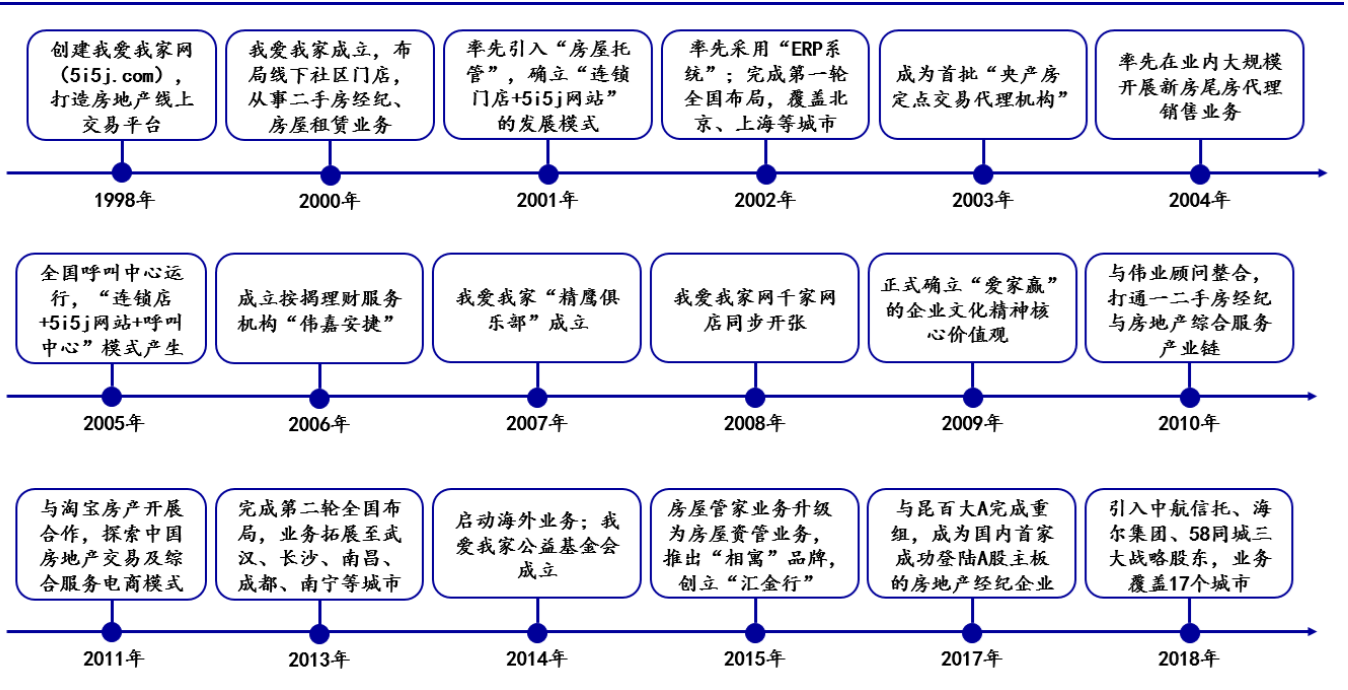 创建我爱我家网
（5i5j.com），
打造房地产线上
交易平台
我爱我家成立，布
局线下社区门店，
从事二手房经纪、
房屋租赁业务
率先引入“房屋托
管”，确立“连锁
门店+5i5j网站”
的发展模式
率先采用“ERP系
统”；完成第一轮
全国布局，覆盖北
京、上海等城市
成为首批“央产房
定点交易代理机构”
率先在业内大规模
开展新房尾房代理
销售业务
1998年
2000年
2001年
2002年
2003年
2004年
全国呼叫中心运
行，“连锁店
+5i5j网站+呼叫
中心”模式产生
成立按揭理财服务
机构“伟嘉安捷”
我爱我家“精鹰俱
乐部”成立
我爱我家网千家网
店同步开张
正式确立“爱家赢”
的企业文化精神核
心价值观
与伟业顾问整合，
打通一二手房经纪
与房地产综合服务
产业链
2005年
2006年
2007年
2008年
2009年
2010年
与淘宝房产开展
合作，探索中国
房地产交易及综
合服务电商模式
完成第二轮全国布
局，业务拓展至武
汉、长沙、南昌、
成都、南宁等城市
启动海外业务；我
爱我家公益基金会
成立
房屋管家业务升级
为房屋资管业务，
推出“相寓”品牌，
创立“汇金行”
与昆百大A完成重
组，成为国内首家
成功登陆A股主板
的房地产经纪企业
引入中航信托、海
尔集团、58同城三
大战略股东，业务
覆盖17个城市
2011年
2013年
2014年
2015年
2017年
2018年